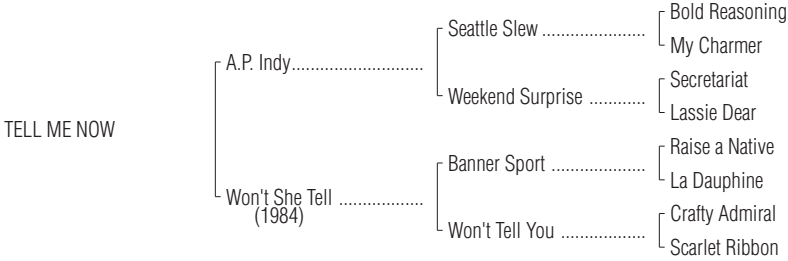 Bold Reasoning
Seattle Slew ......................
My Charmer
A.P. Indy............................
Secretariat
Weekend Surprise ............
Lassie Dear
TELL ME NOW
Raise a Native
Banner Sport ....................
La Dauphine
Won't She Tell ..................
(1984)
Crafty Admiral
Won't Tell You ..................
Scarlet Ribbon